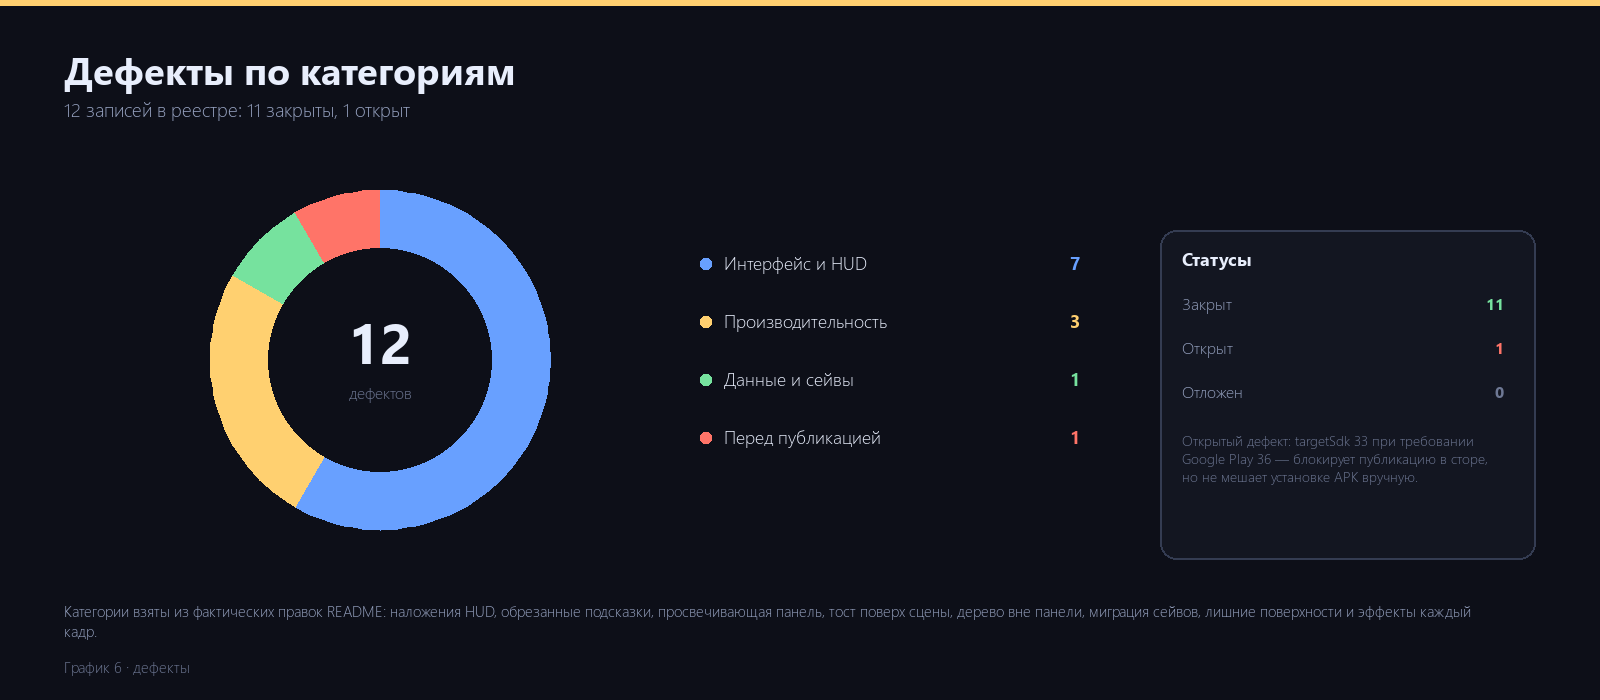 Дефекты по категориям
12 записей в реестре: 11 закрыты, 1 открыт
12
дефектов
Интерфейс и HUD 7
Производительность 3
Данные и сейвы 1
Перед публикацией 1
Статусы
Закрыт 11
Открыт 1
Отложен 0
Открытый дефект: targetSdk 33 при требовании
Google Play 36 — блокирует публикацию в сторе,
но не мешает установке APK вручную.
Категории взяты из фактических правок README: наложения HUD, обрезанные подсказки, просвечивающая панель, тост поверх сцены, дерево вне панели, миграция сейвов, лишние поверхности и эффекты каждый
кадр.
График 6 · дефекты